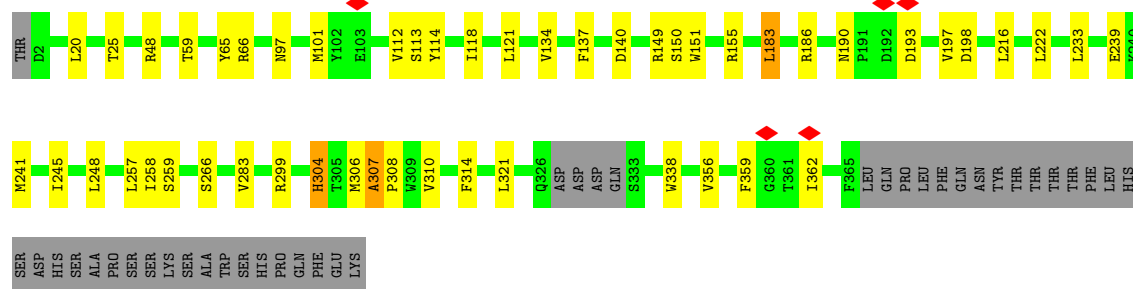 THR D2 L20 T25 R48 T59 Y65 R66 N97 M101 Y102 E103 V112 S113 Y114 I118 L121 V134 F137 D140 R149 S150 W151 R155 L183 R186 N190 P191 D192 D193 V197 D198 L216 L222 L233 E239 K240
M241 I245 L248 L257 I258 S259 S266 V283 R299 H304 T305 M306 A307 P308 W309 V310 F314 L321 Q326 ASP ASP ASP GLN S333 W338 V356 F359 G360 T361 I362 F365 LEU GLN PRO LEU PHE GLN ASN TYR THR THR THR THR PHE LEU HIS
SER ASP HIS SER ALA PRO SER SER LYS SER ALA TRP SER HIS PRO GLN PHE GLU LYS